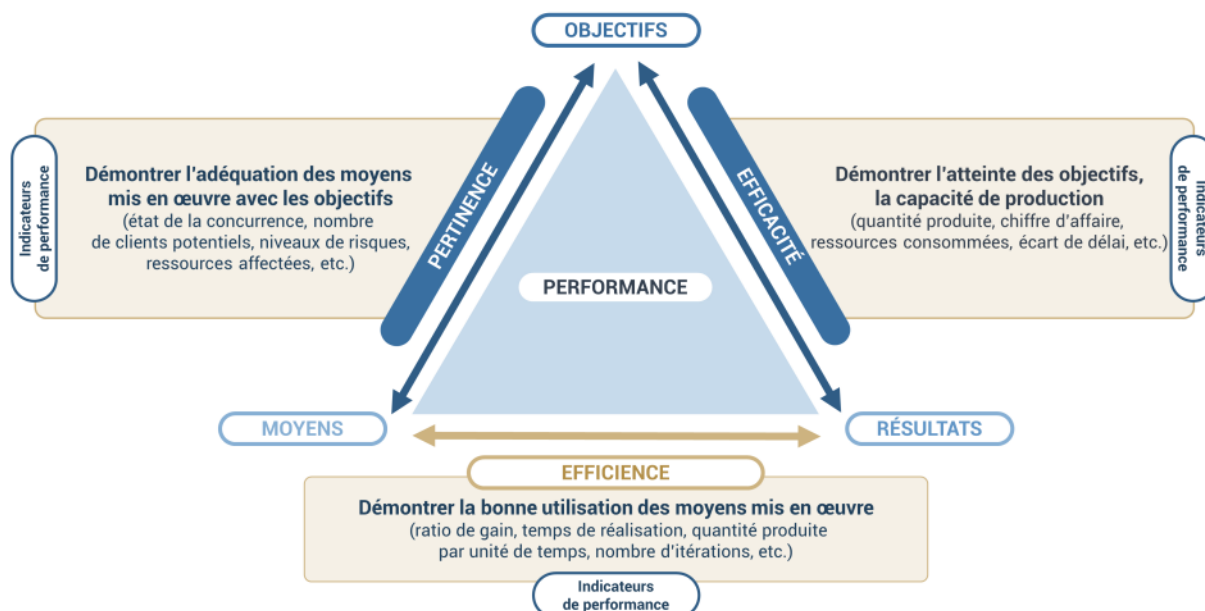 OBJECTIFS
PERTINENCE
EFFICACITÉ
Indicateurs
de performance
Démontrer l'adéquation des moyens
mis en œuvre avec les objectifs
(état de la concurrence, nombre
de clients potentiels, niveaux de risques,
ressources affectées, etc.)
Démontrer l'atteinte des objectifs,
la capacité de production
(quantité produite, chiffre d'affaire,
ressources consommées, écart de délai, etc.)
Indicateurs
de performance
PERFORMANCE
MOYENS
RÉSULTATS
EFFICIENCE
Démontrer la bonne utilisation des moyens mis en œuvre
(ratio de gain, temps de réalisation, quantité produite
par unité de temps, nombre d'itérations, etc.)
Indicateurs
de performance